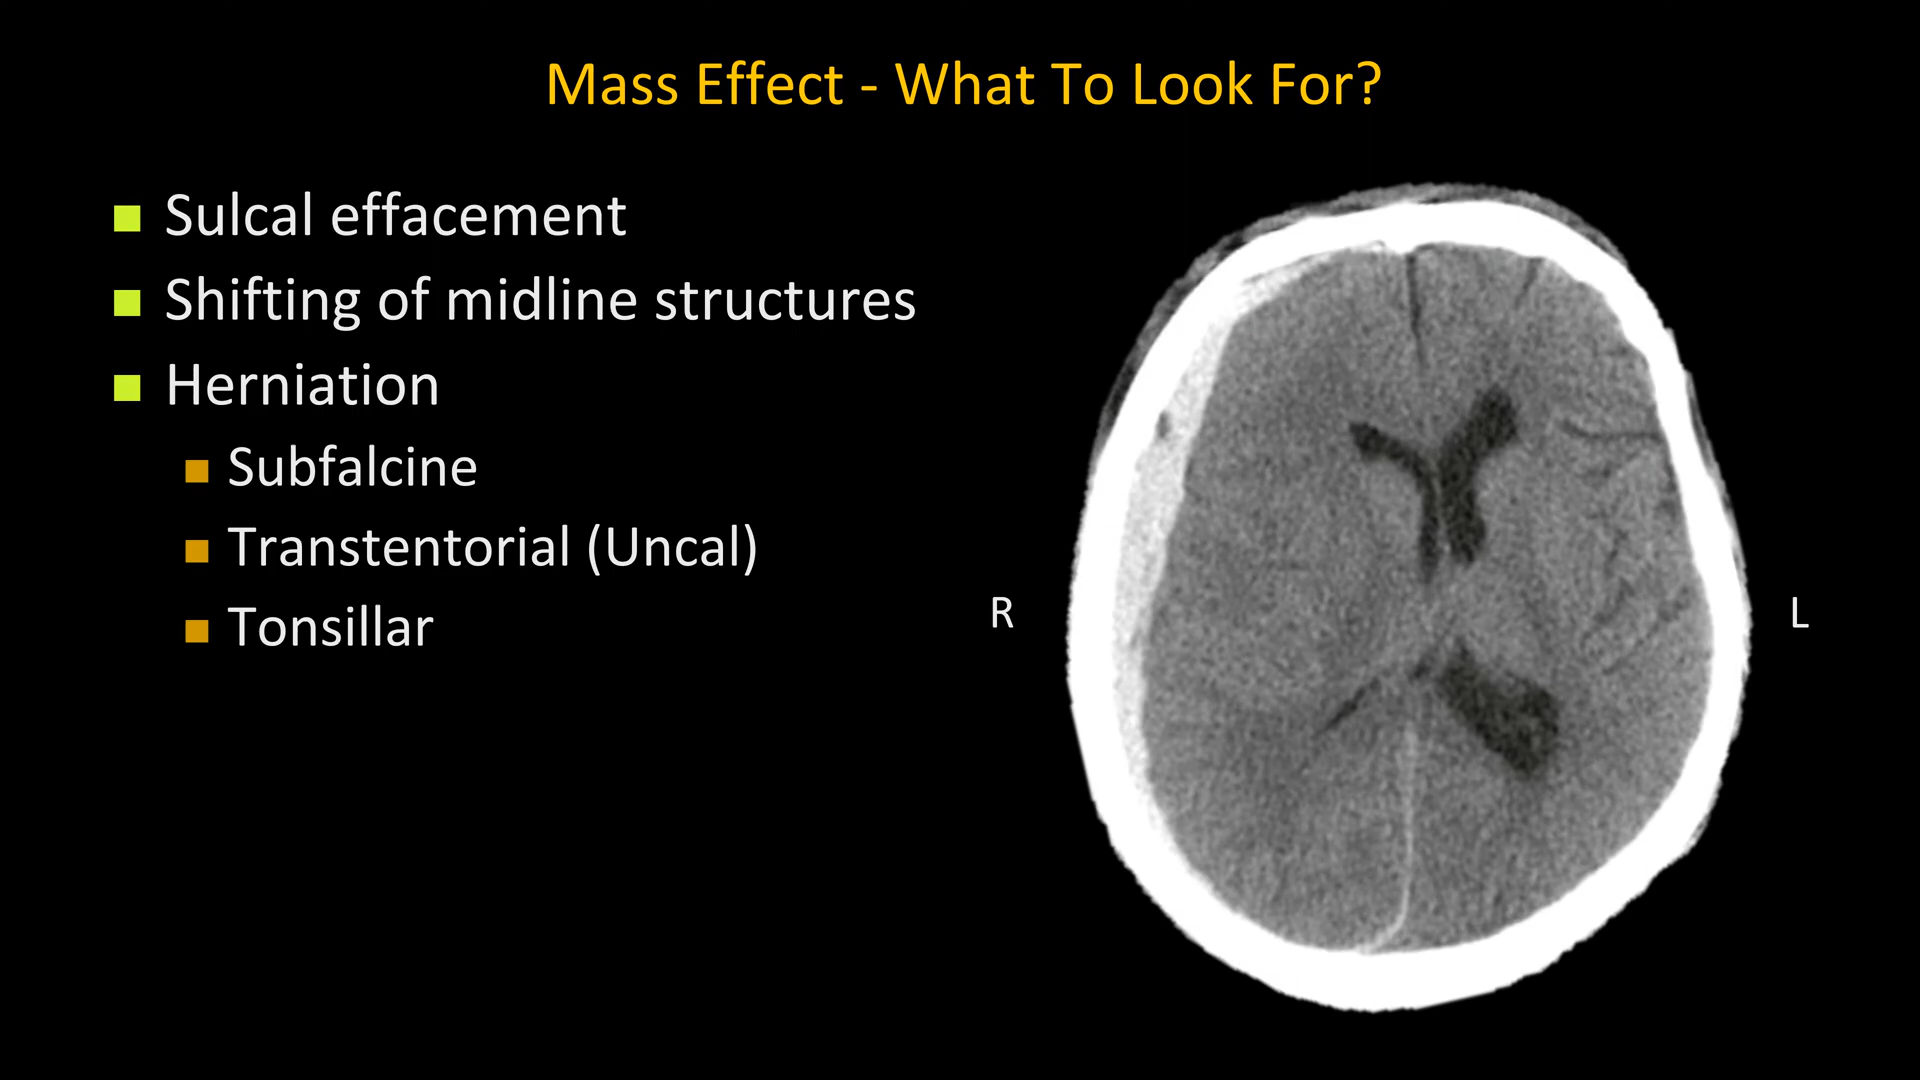 Mass Effect - What To Look For?
Sulcal effacement
Shifting of midline structures
Herniation
Subfalcine
Transtentorial (Uncal)
Tonsillar
R
L